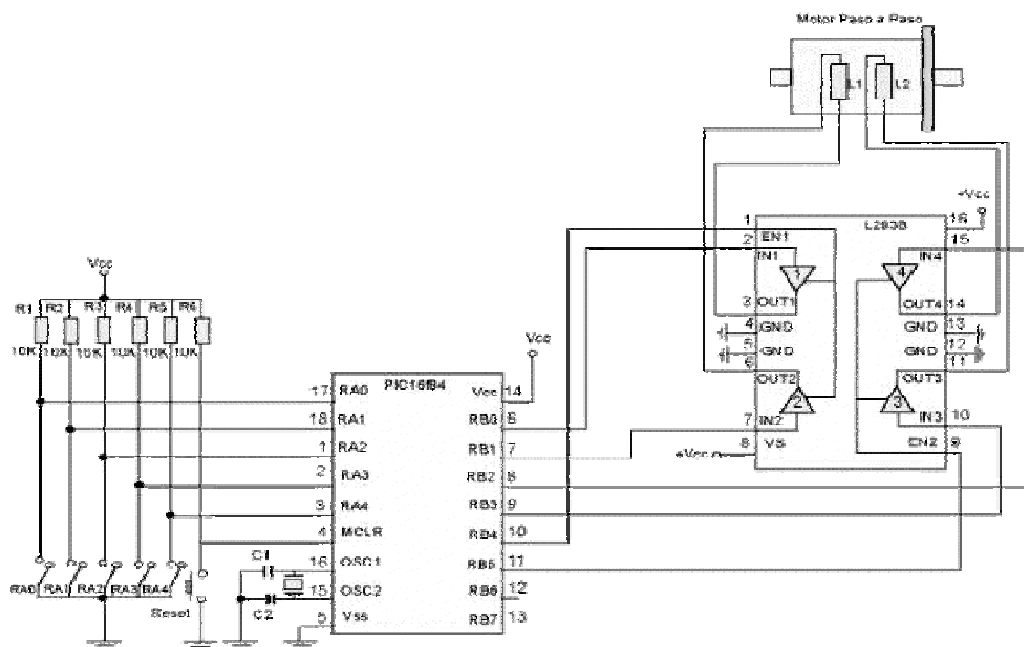 Motor Paso a Paso
L1
L2
+Vcc
L293B
1
EN1
2
IN1
1
3
OUT1
4
GND
5
GND
6
OUT2
2
7
IN2
8
VS
+Vcc
16
15
IN4
4
OUT4
14
GND
13
GND
12
11
OUT3
3
IN3
10
EN2
9
Vcc
R1
R2
R3
R4
R5
R6
10K
10K
10K
10K
10K
10K
Vcc
PIC16f84
17
RA0
18
RA1
1
RA2
2
RA3
3
RA4
4
MCLR
16
OSC1
15
OSC2
5
Vss
Vcc
14
RB0
6
RB1
7
RB2
8
RB3
9
RB4
10
RB5
11
RB6
12
RB7
13
C1
C2
RA0
RA1
RA2
RA3
RA4
Reset